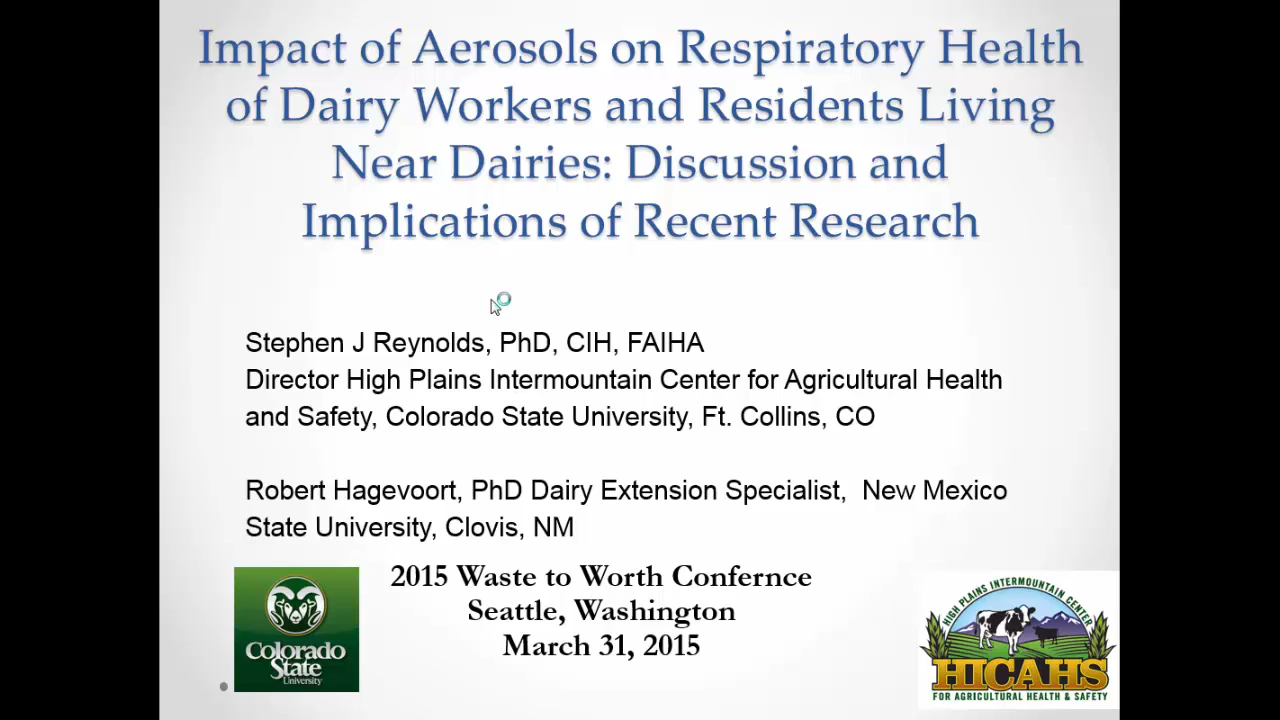 Impact of Aerosols on Respiratory Health
of Dairy Workers and Residents Living
Near Dairies: Discussion and
Implications of Recent Research
Stephen J Reynolds, PhD, CIH, FAIHA
Director High Plains Intermountain Center for Agricultural Health
and Safety, Colorado State University, Ft. Collins, CO
Robert Hagevoort, PhD Dairy Extension Specialist, New Mexico
State University, Clovis, NM
2015 Waste to Worth Confernce
Seattle, Washington
March 31, 2015
Colorado
State
University
HIGH PLAINS INTERMOUNTAIN CENTER
HICAHS
FOR AGRICULTURAL HEALTH & SAFETY